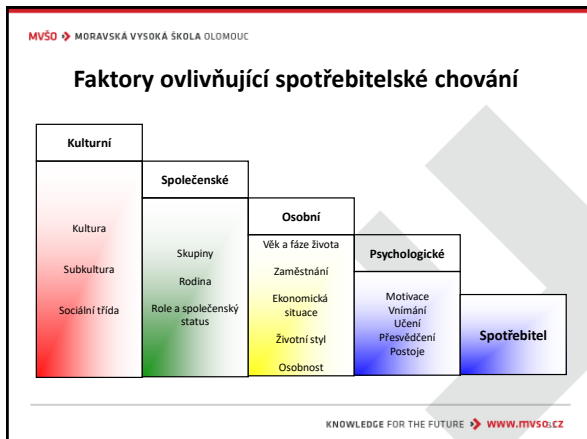 MVŠO MORAVSKÁ VYSOKÁ ŠKOLA OLOMOUC
Faktory ovlivňující spotřebitelské chování
Kulturní
Kultura
Subkultura
Sociální třída
Společenské
Skupiny
Rodina
Role a společenský
status
Osobní
Věk a fáze života
Zaměstnání
Ekonomická
situace
Životní styl
Osobnost
Psychologické
Motivace
Vnímání
Učení
Přesvědčení
Postoje
Spotřebitel
KNOWLEDGE FOR THE FUTURE www.mvso.cz